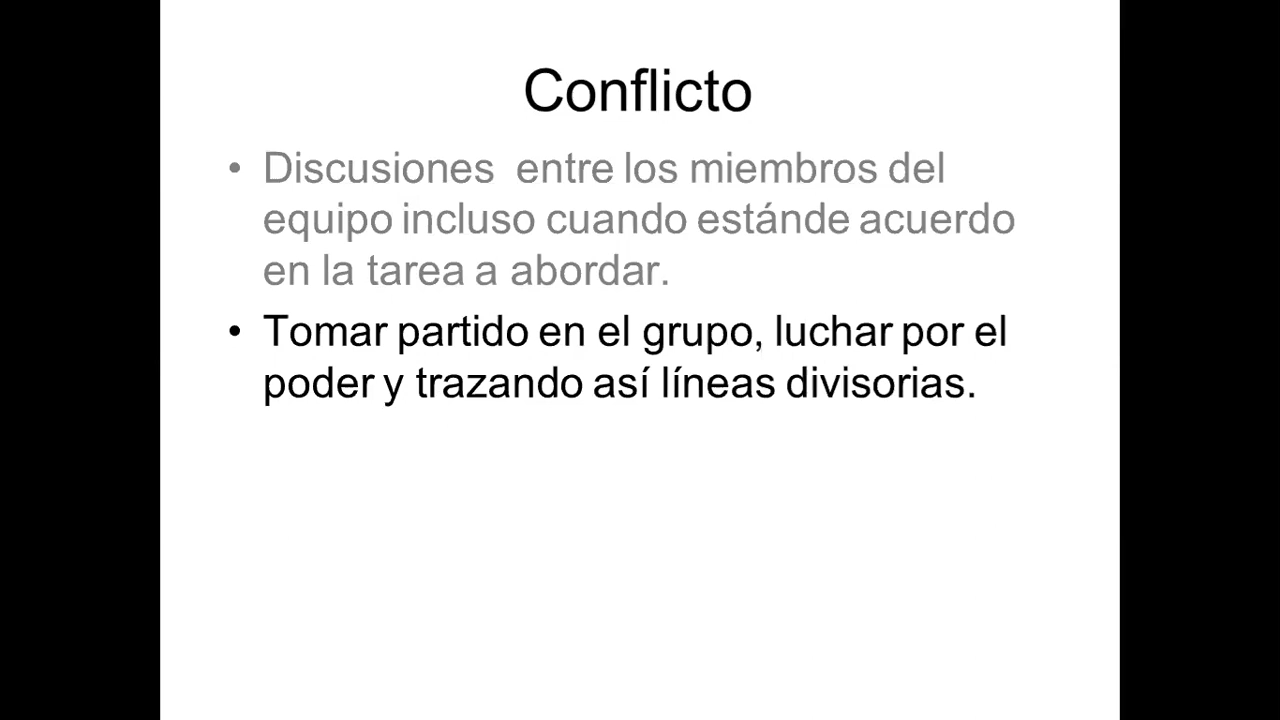 Conflicto
• Discusiones  entre los miembros del
equipo incluso cuando estánde acuerdo
en la tarea a abordar.
• Tomar partido en el grupo, luchar por el
poder y trazando así líneas divisorias.